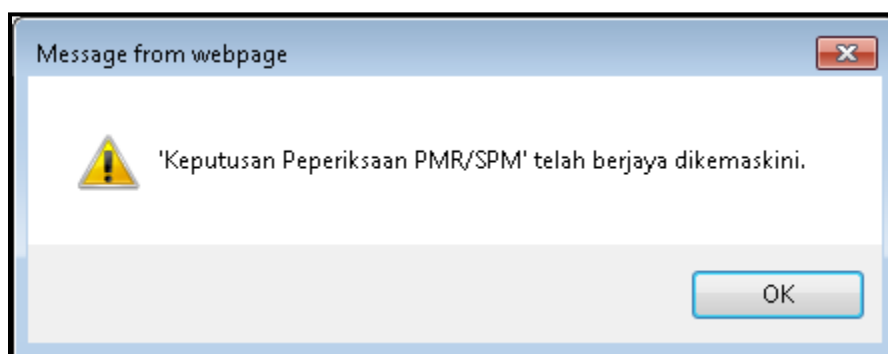 Message from webpage
'Keputusan Peperiksaan PMR/SPM' telah berjaya dikemaskini.
OK